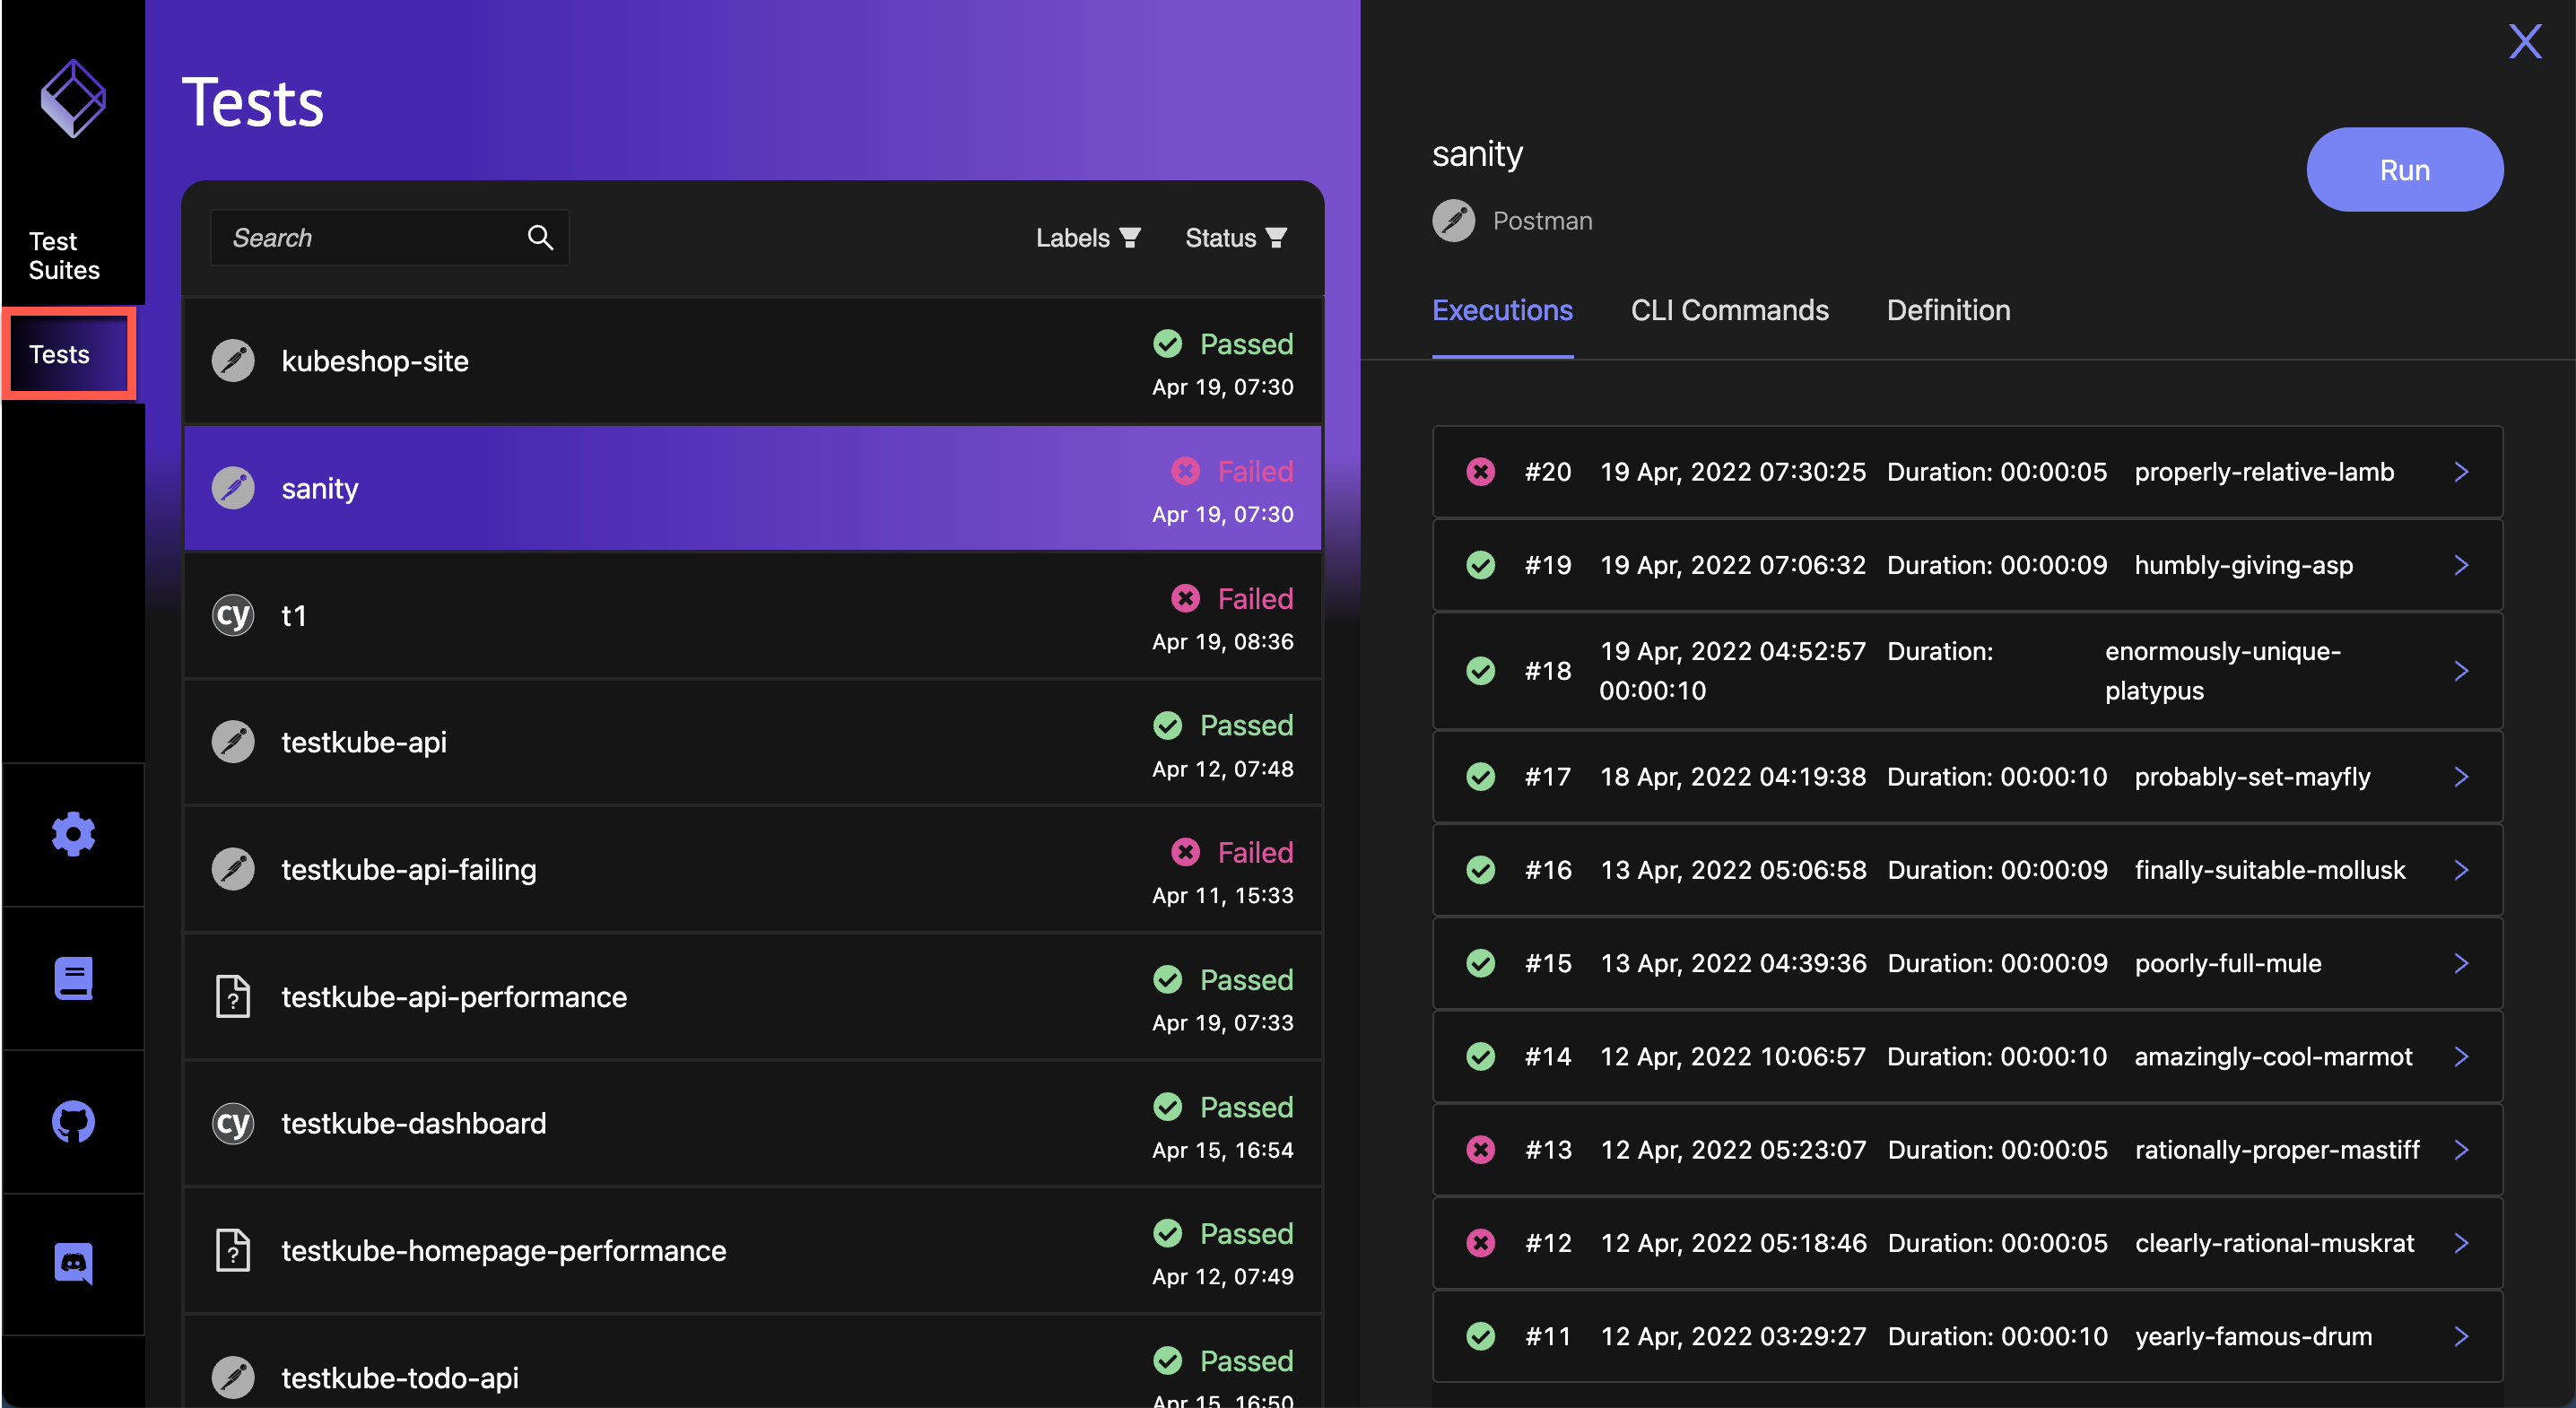 Test
Suites
Tests
Tests
Search
Labels
Status
kubeshop-site
Passed
Apr 19, 07:30
sanity
Failed
Apr 19, 07:30
cy
t1
Failed
Apr 19, 08:36
testkube-api
Passed
Apr 12, 07:48
testkube-api-failing
Failed
Apr 11, 15:33
?
testkube-api-performance
Passed
Apr 19, 07:33
cy
testkube-dashboard
Passed
Apr 15, 16:54
?
testkube-homepage-performance
Passed
Apr 12, 07:49
testkube-todo-api
Passed
Apr 15, 16:50
sanity
Postman
Run
Executions
CLI Commands
Definition
#20 19 Apr, 2022 07:30:25 Duration: 00:00:05 properly-relative-lamb
#19 19 Apr, 2022 07:06:32 Duration: 00:00:09 humbly-giving-asp
#18 19 Apr, 2022 04:52:57 Duration: enormously-unique-
00:00:10 platypus
#17 18 Apr, 2022 04:19:38 Duration: 00:00:10 probably-set-mayfly
#16 13 Apr, 2022 05:06:58 Duration: 00:00:09 finally-suitable-mollusk
#15 13 Apr, 2022 04:39:36 Duration: 00:00:09 poorly-full-mule
#14 12 Apr, 2022 10:06:57 Duration: 00:00:10 amazingly-cool-marmot
#13 12 Apr, 2022 05:23:07 Duration: 00:00:05 rationally-proper-mastiff
#12 12 Apr, 2022 05:18:46 Duration: 00:00:05 clearly-rational-muskrat
#11 12 Apr, 2022 03:29:27 Duration: 00:00:10 yearly-famous-drum